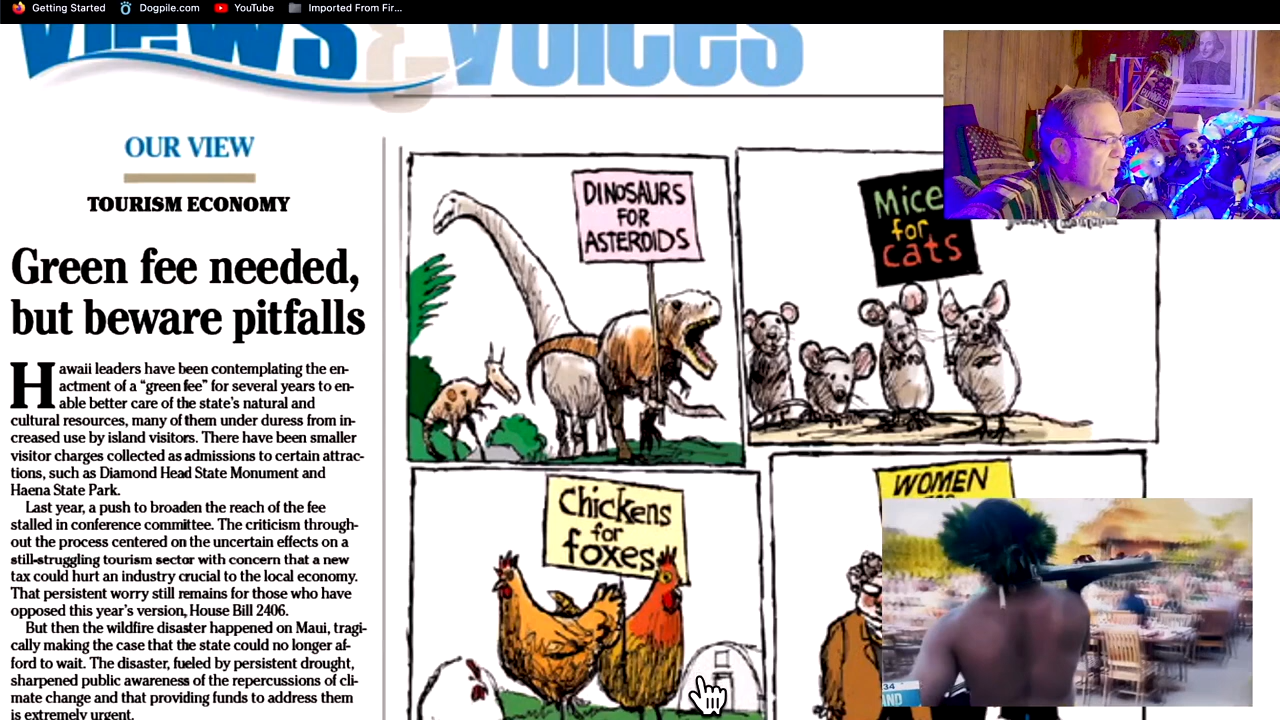 Getting Started
Dogpile.com
YouTube
Imported From Fir...
Views & Voices
OUR VIEW
TOURISM ECONOMY
Green fee needed,
but beware pitfalls
Hawaii leaders have been contemplating the en-
actment of a “green fee” for several years to en-
able better care of the state's natural and
cultural resources, many of them under duress from in-
creased use by island visitors. There have been smaller
visitor charges collected as admissions to certain attrac-
tions, such as Diamond Head State Monument and
Haena State Park.
Last year, a push to broaden the reach of the fee
stalled in conference committee. The criticism through-
out the process centered on the uncertain effects on a
still-struggling tourism sector with concern that a new
tax could hurt an industry crucial to the local economy.
That persistent worry still remains for those who have
opposed this year's version, House Bill 2406.
But then the wildfire disaster happened on Maui, tragi-
cally making the case that the state could no longer af-
ford to wait. The disaster, fueled by persistent drought,
sharpened public awareness of the repercussions of cli-
mate change and that providing funds to address them
is extremely urgent.
DINOSAURS
FOR
ASTEROIDS
Mice
for
cats
Chickens
for
foxes
WOMEN
PUMPED
34
AND